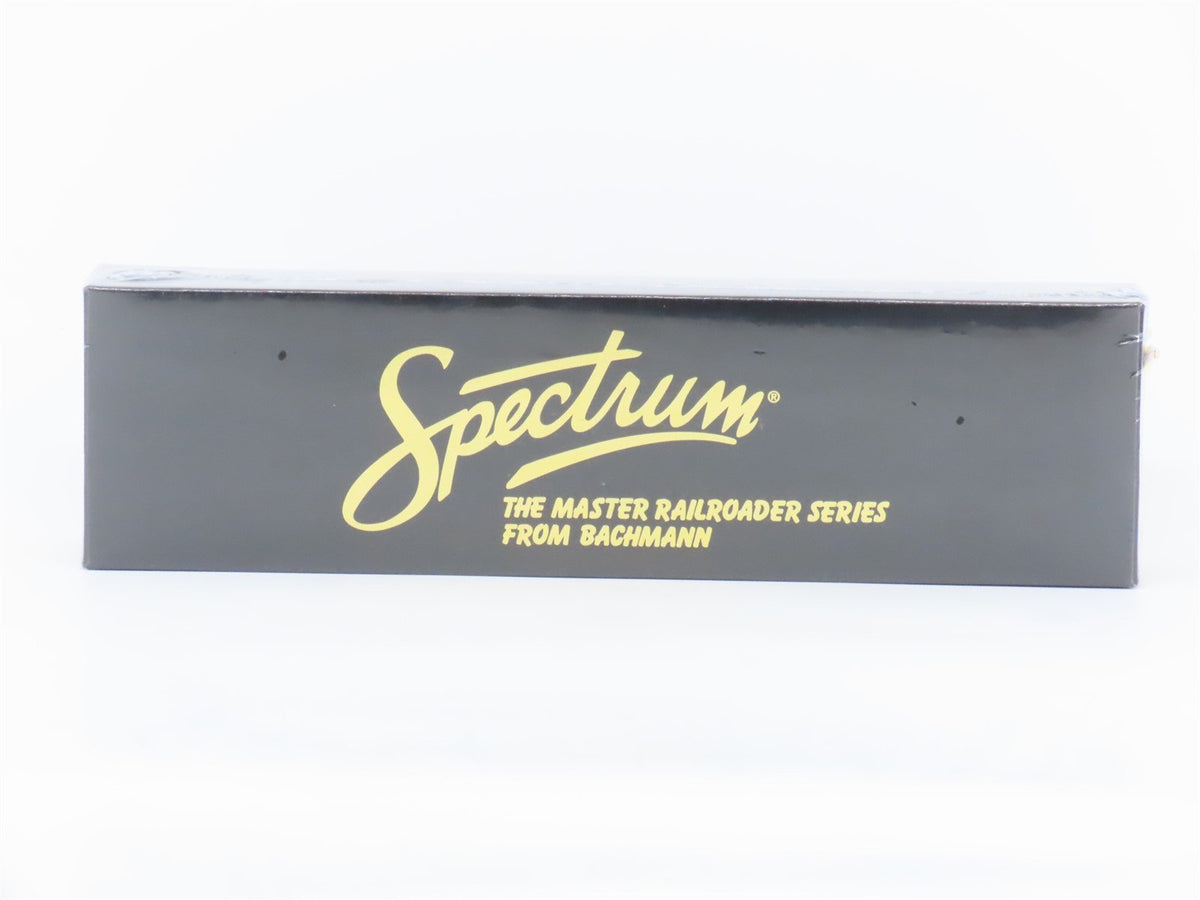 Spectrum®
THE MASTER RAILROADER SERIES
FROM BACHMANN